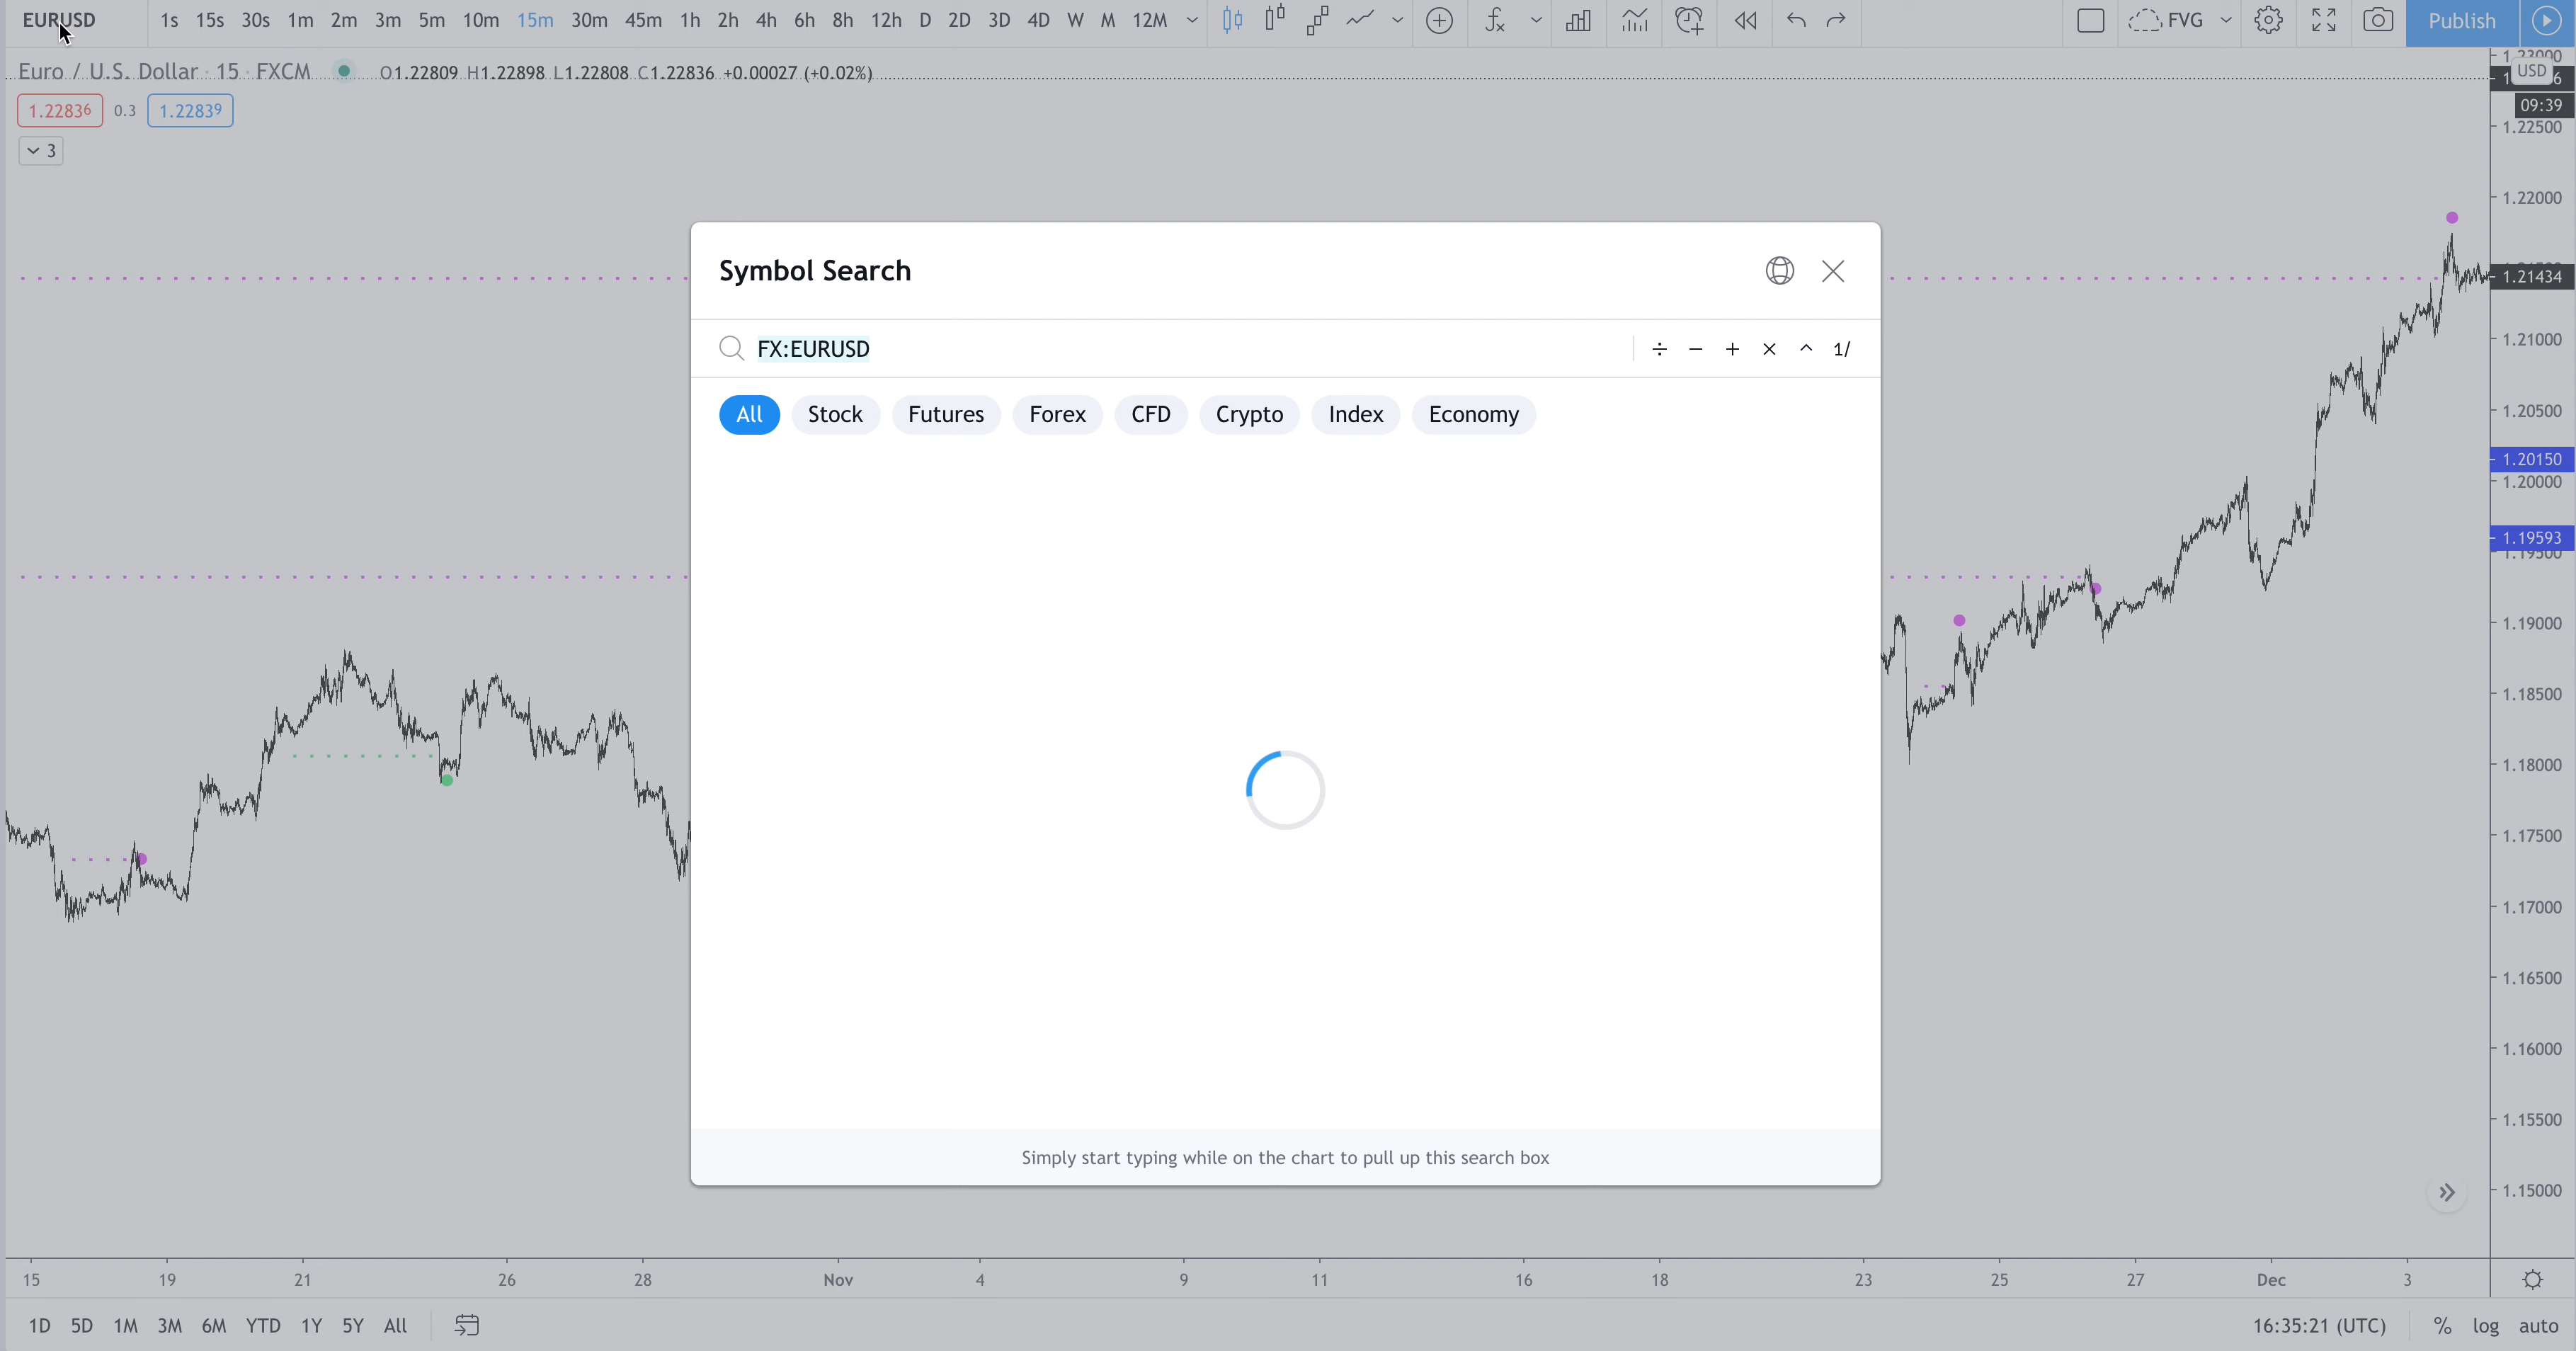 EURUSD 1s 15s 30s 1m 2m 3m 5m 10m 15m 30m 45m 1h 2h 4h 6h 8h 12h D 2D 3D 4D W M 12M fx FVG Publish
Euro / U.S. Dollar · 15 · FXCM O1.22809 H1.22898 L1.22808 C1.22836 +0.00027 (+0.02%)
1.22836 0.3 1.22839
3
1.23000
USD
09:39
1.22500
1.22000
1.21434
1.21000
1.20500
1.20150
1.20000
1.19593
1.19500
1.19000
1.18500
1.18000
1.17500
1.17000
1.16500
1.16000
1.15500
1.15000
Symbol Search
FX:EURUSD ÷ − + × ^ 1/
All Stock Futures Forex CFD Crypto Index Economy
Simply start typing while on the chart to pull up this search box
15 19 21 26 28 Nov 4 9 11 16 18 23 25 27 Dec 3
1D 5D 1M 3M 6M YTD 1Y 5Y All 16:35:21 (UTC) % log auto